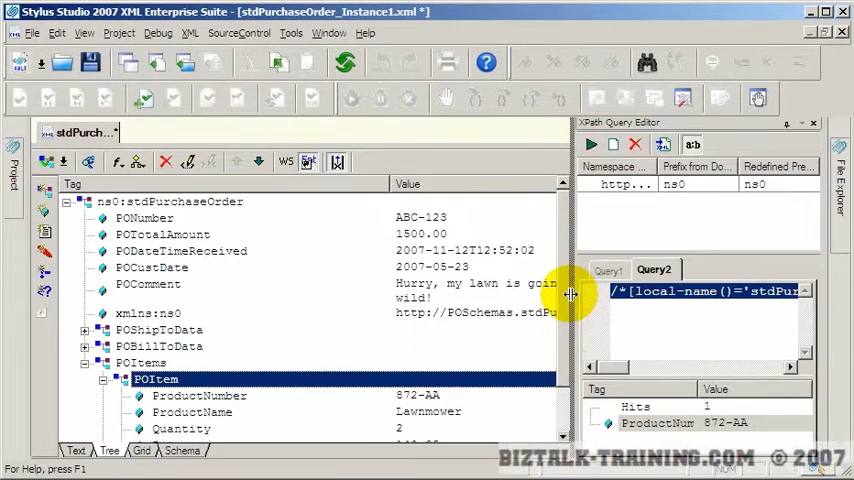 Stylus Studio 2007 XML Enterprise Suite - [stdPurchaseOrder_Instance1.xml *]
File Edit View Project Debug XML SourceControl Tools Window Help
stdPurch...*
XPath Query Editor
WS
a:b
Project
File Explorer
Tag Value
Namespace Prefix from Do... Redefined Pre...
http... ns0 ns0
ns0:stdPurchaseOrder
PONumber ABC-123
POTotalAmount 1500.00
PODateTimeReceived 2007-11-12T12:52:02
POCustDate 2007-05-23
POComment Hurry, my lawn is goin
wild!
xmlns:ns0 http://POSchemas.stdPu
POShipToData
POBillToData
POItems
POItem
ProductNumber 872-AA
ProductName Lawnmower
Quantity 2
Query1 Query2
/*[local-name()='stdPur
Tag Value
Hits 1
ProductNum 872-AA
Text Tree Grid Schema
BIZTALK-TRAINING.COM © 2007
For Help, press F1
NUM